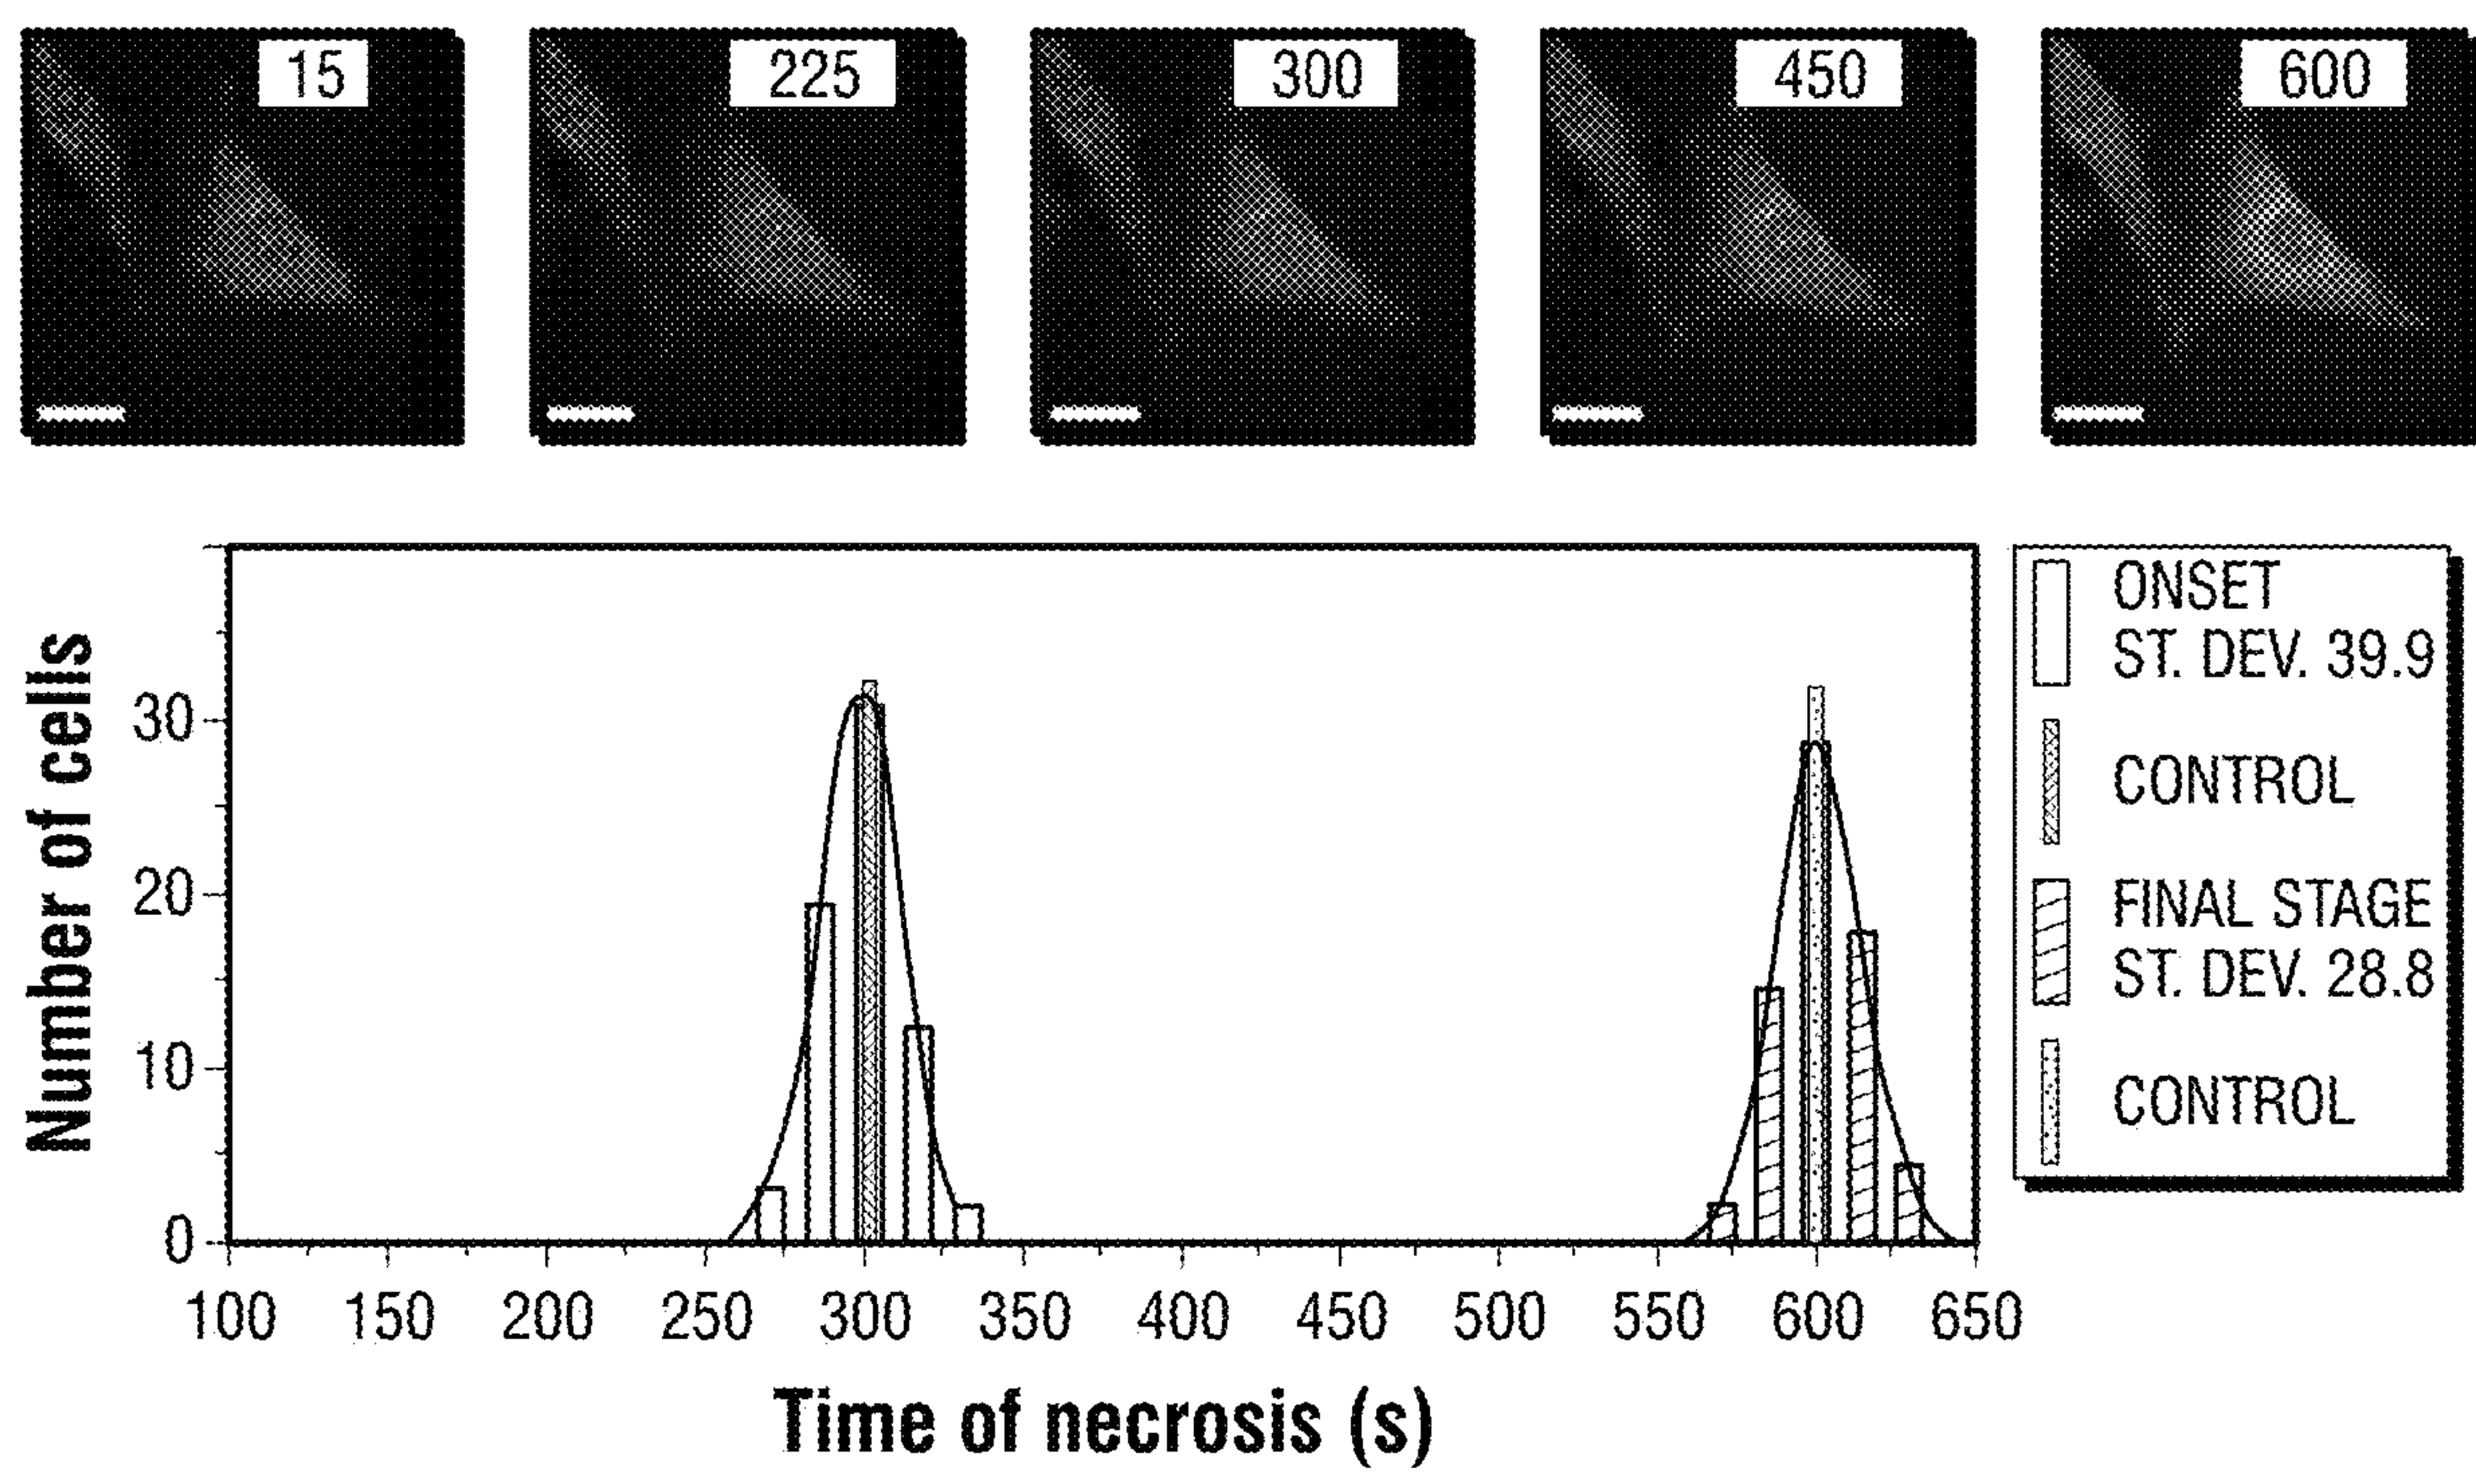 15
225
300
450
600
Number of cellis
30
20
10
0
100 150 200 250 300 350 400 450 500 550 600 650
Time of necrosis (s)
ONSET
ST. DEV. 39.9
CONTROL
FINAL STAGE
ST. DEV. 28.8
CONTROL